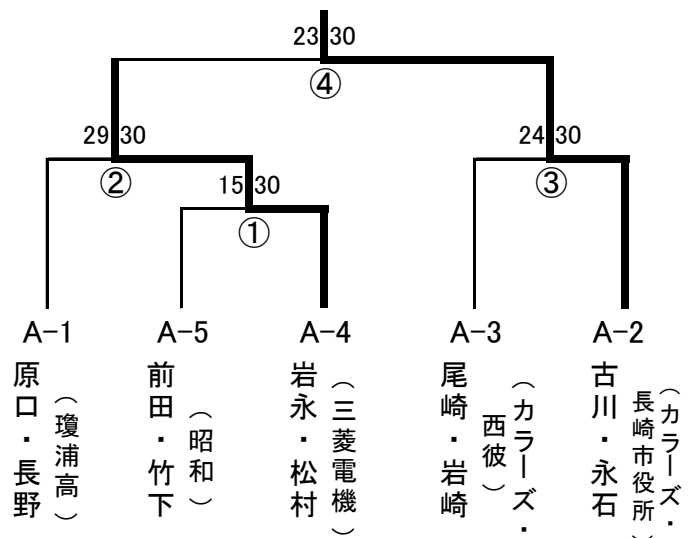 23 30
④
29 30
24 30
②
15 30
③
①
A-1
A-5
A-4
A-3
A-2
原口・長野
（瓊浦高）
前田・竹下
（昭和）
岩永・松村
（三菱電機）
尾崎・岩崎
（カラーズ・
西彼）
古川・永石
（カラーズ・
長崎市役所）